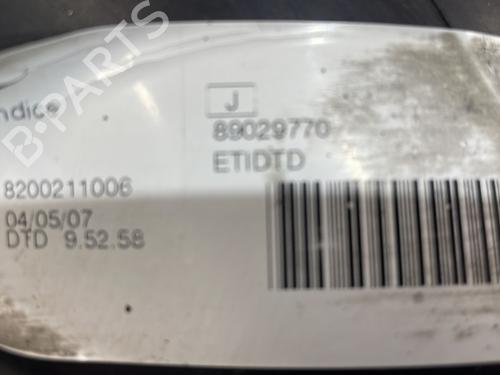 B-PARTS
ndice
J
89029770
ETIDTD
8200211006
04/05/07
DTD 9.52.58